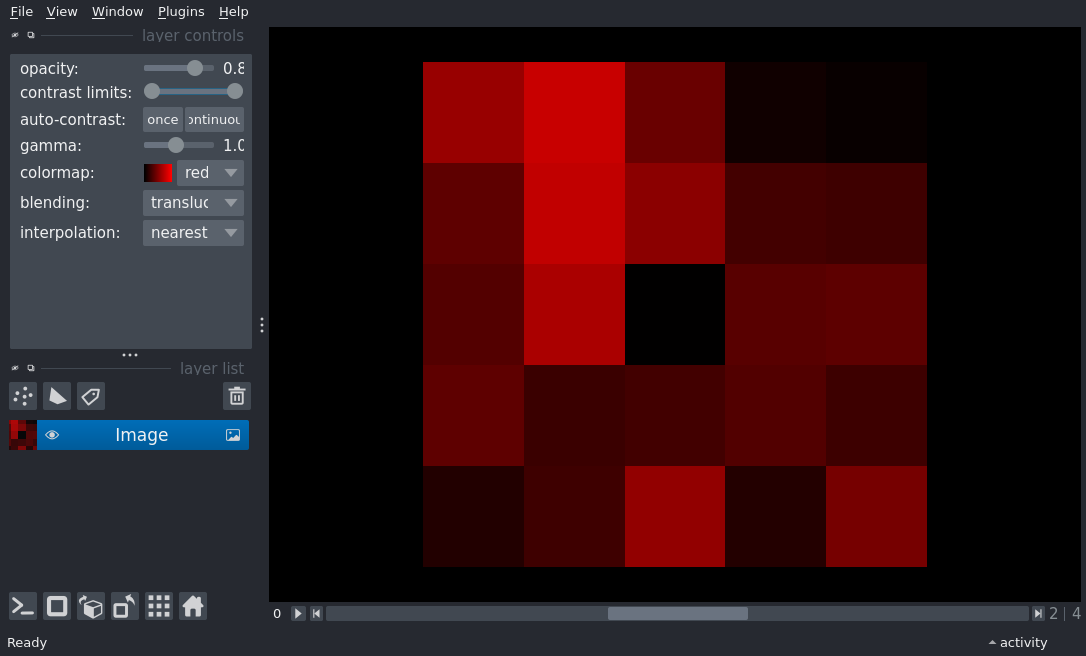 File View Window Plugins Help
layer controls
opacity: 0.8
contrast limits:
auto-contrast: once ontinuou
gamma: 1.0
colormap: red
blending: transluc
interpolation: nearest
layer list
Image
0 2 | 4
Ready activity